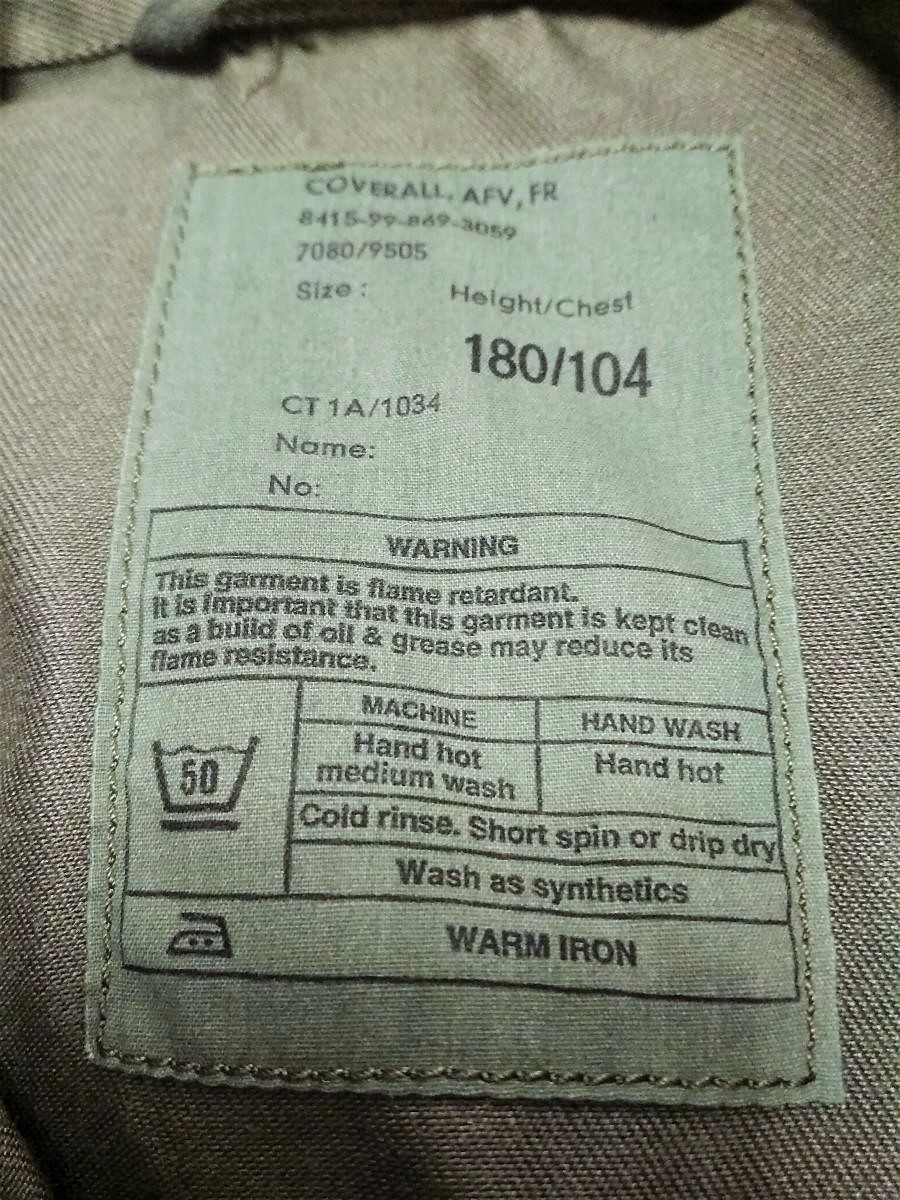 COVERALL, AFV, FR
8415-99-869-3059
7080/9505
Size : Height/Chest
180/104
CT 1A/1034
Name:
No:
WARNING
This garment is flame retardant.
It is important that this garment is kept clean
as a build of oil & grease may reduce its
flame resistance.
MACHINE HAND WASH
Hand hot Hand hot
medium wash
50
Cold rinse. Short spin or drip dry
Wash as synthetics
WARM IRON